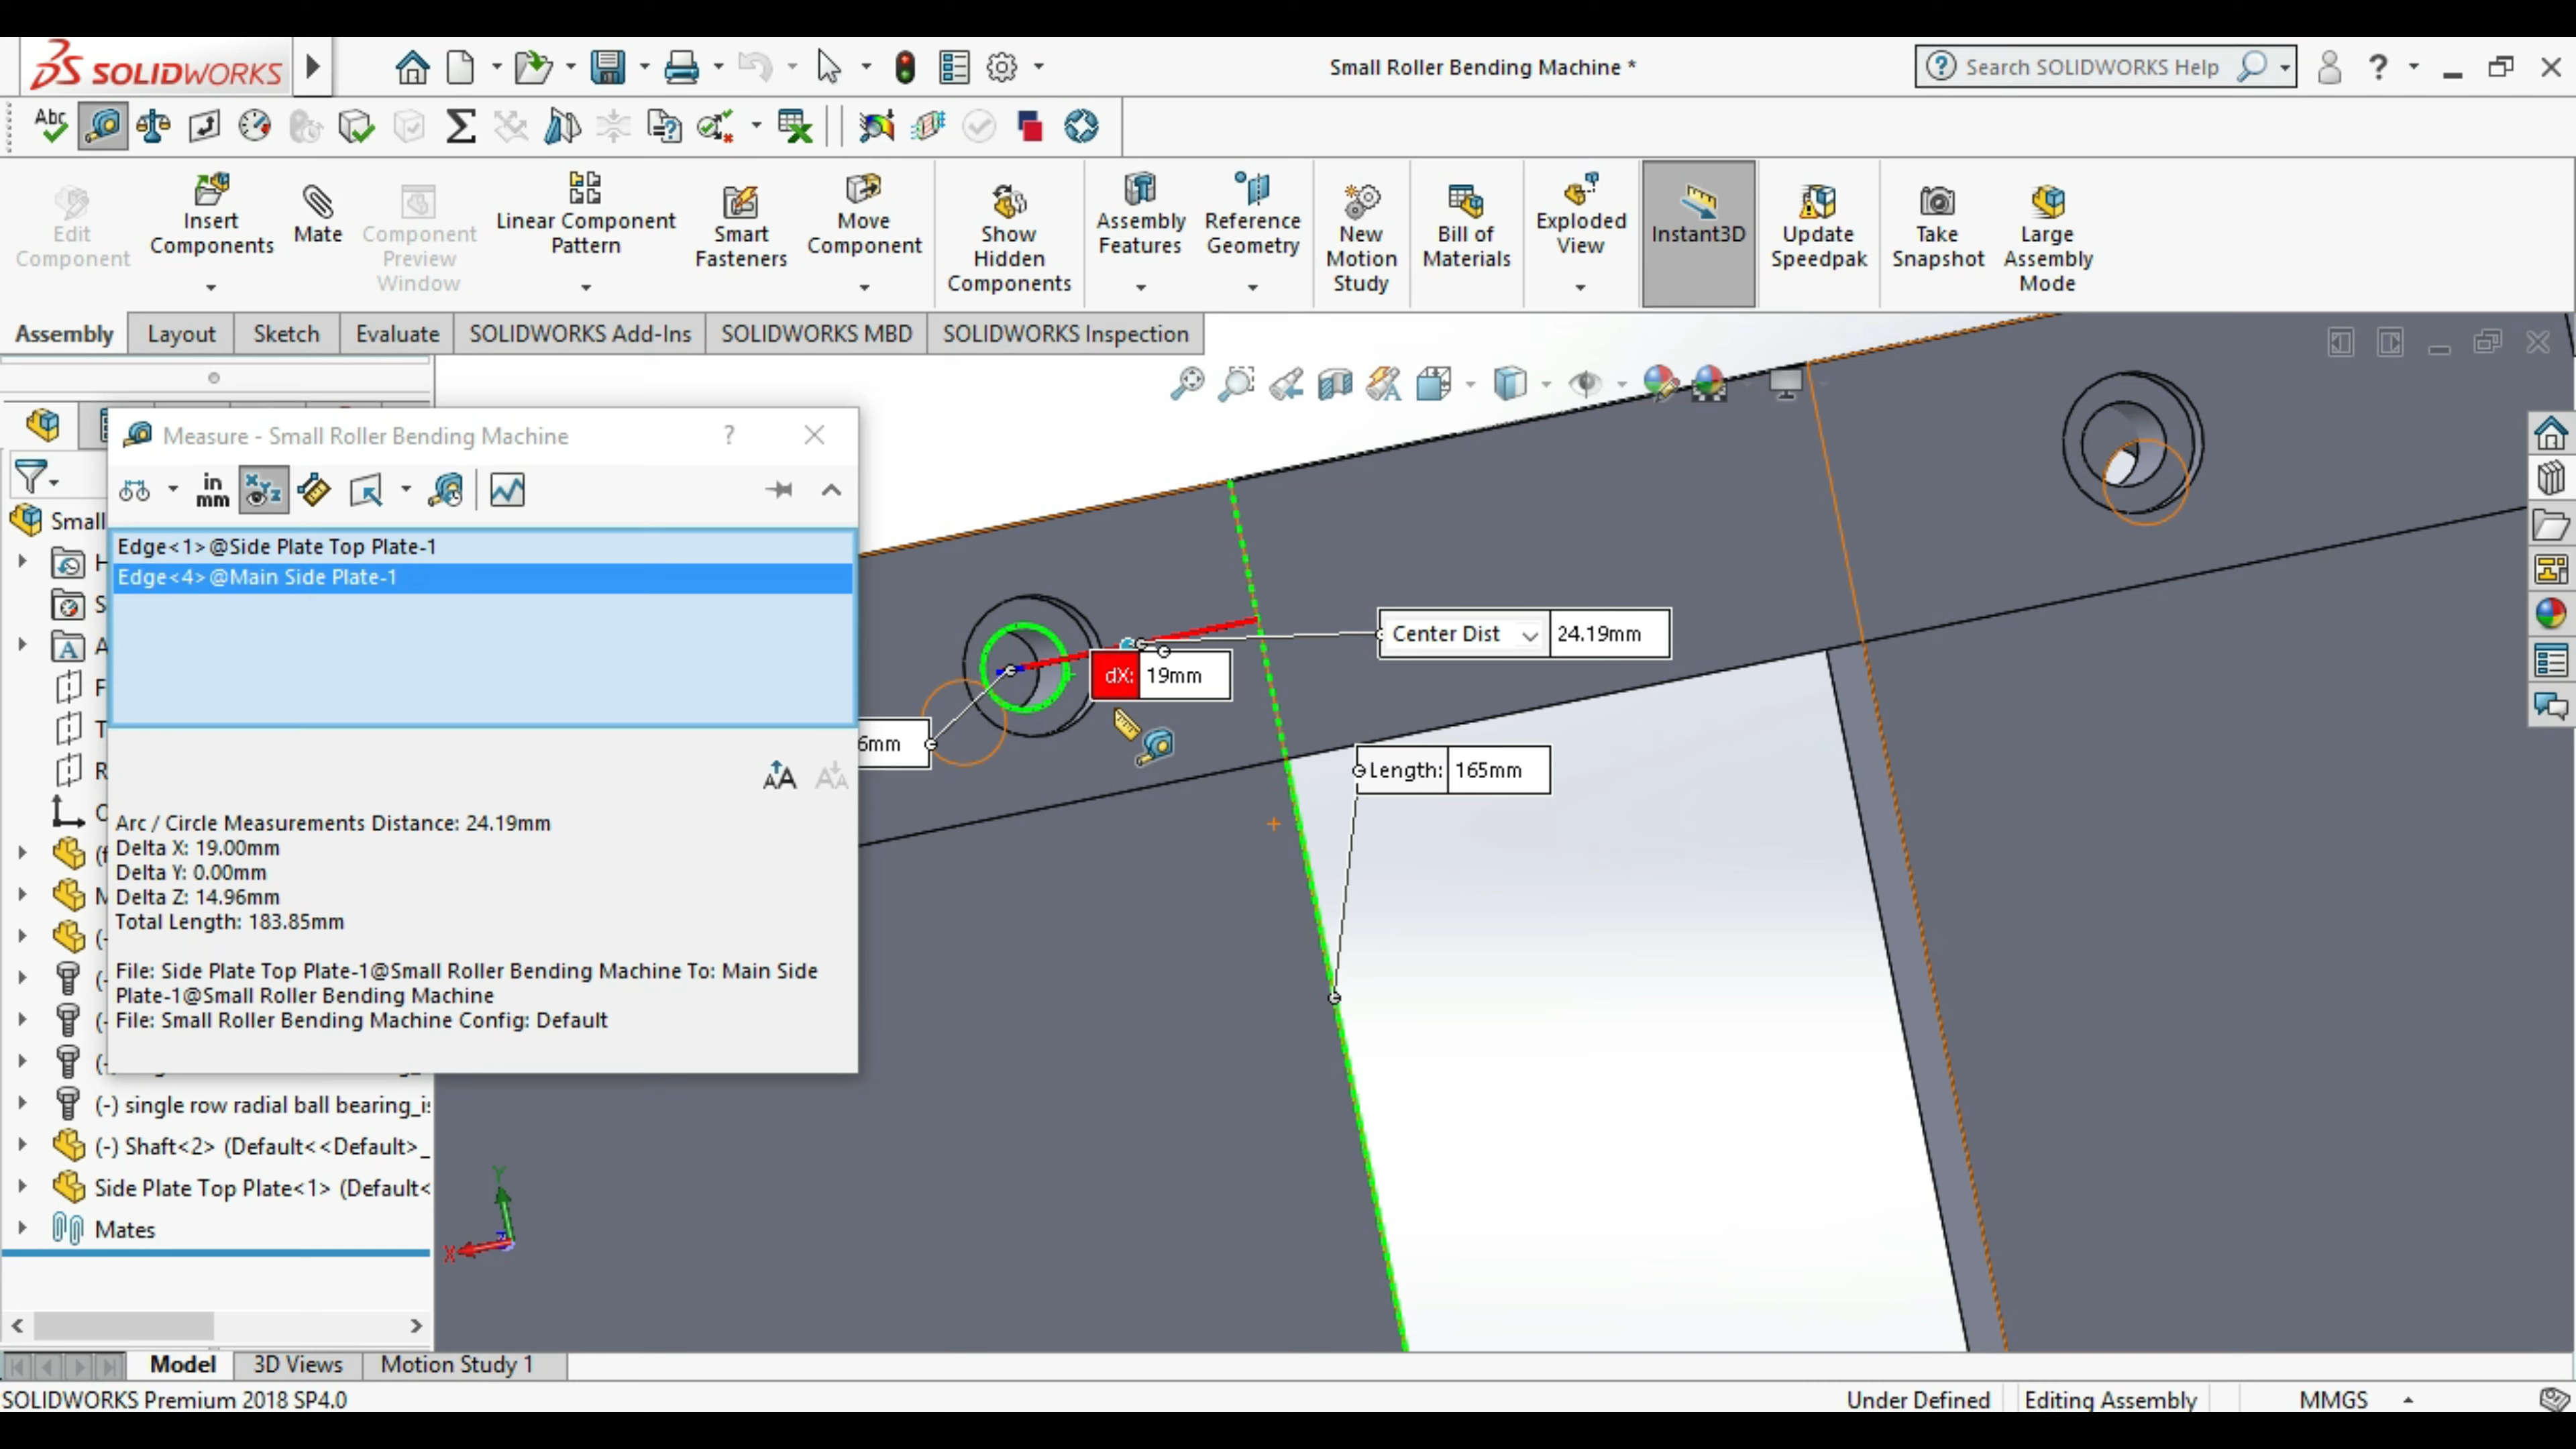 SOLIDWORKS
Small Roller Bending Machine *
Search SOLIDWORKS Help
?
Abc
Edit Component
Insert Components
Mate
Component Preview Window
Linear Component Pattern
Smart Fasteners
Move Component
Show Hidden Components
Assembly Features
Reference Geometry
New Motion Study
Bill of Materials
Exploded View
Instant3D
Update Speedpak
Take Snapshot
Large Assembly Mode
Assembly
Layout
Sketch
Evaluate
SOLIDWORKS Add-Ins
SOLIDWORKS MBD
SOLIDWORKS Inspection
Measure - Small Roller Bending Machine
?
in mm
XYZ
Small
Edge<1>@Side Plate Top Plate-1
Edge<4>@Main Side Plate-1
Center Dist 24.19mm
dX: 19mm
6mm
Length: 165mm
Arc / Circle Measurements Distance: 24.19mm
Delta X: 19.00mm
Delta Y: 0.00mm
Delta Z: 14.96mm
Total Length: 183.85mm
File: Side Plate Top Plate-1@Small Roller Bending Machine To: Main Side
Plate-1@Small Roller Bending Machine
File: Small Roller Bending Machine Config: Default
(-) single row radial ball bearing_i
(-) Shaft<2> (Default<<Default>_
Side Plate Top Plate<1> (Default<
Mates
Y
X
Z
Model
3D Views
Motion Study 1
SOLIDWORKS Premium 2018 SP4.0
Under Defined
Editing Assembly
MMGS